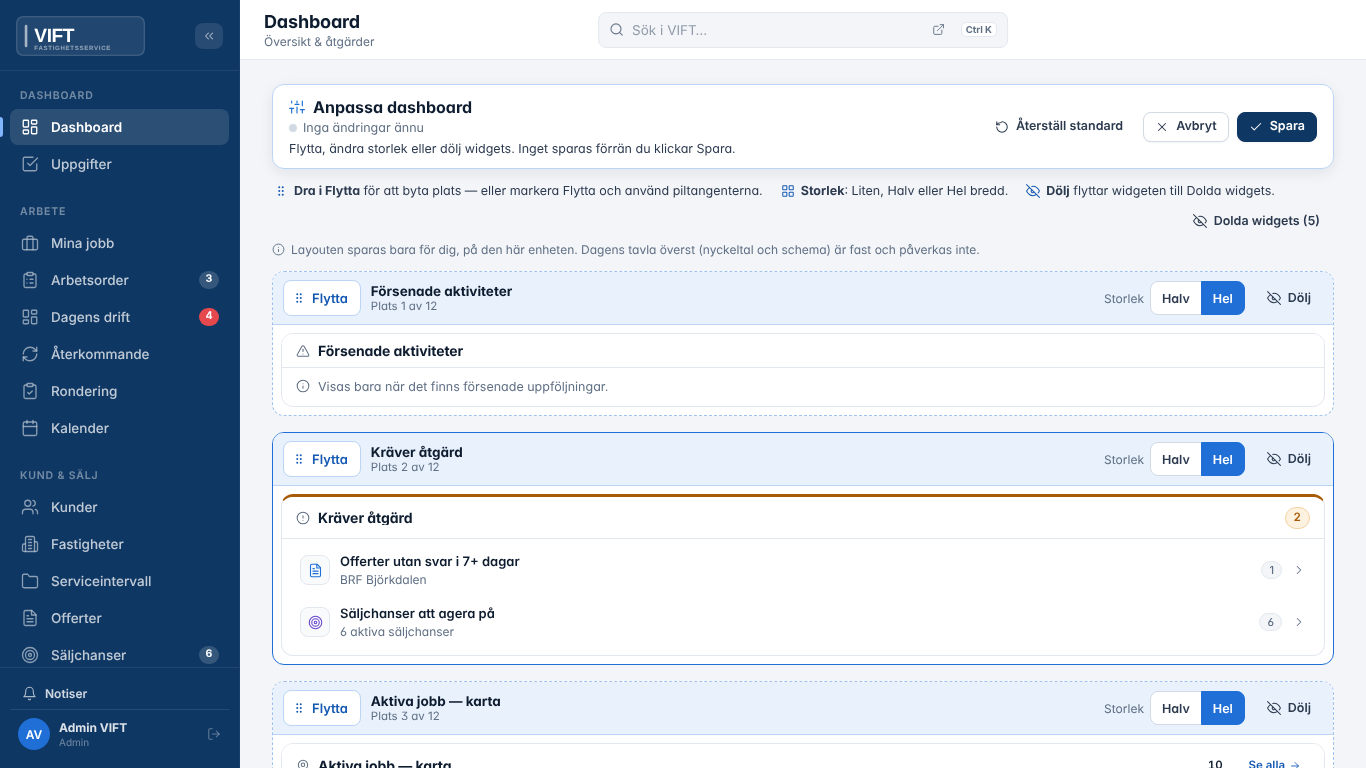 VIFT
FASTIGHETSSERVICE
DASHBOARD
Dashboard
Uppgifter
ARBETE
Mina jobb
Arbetsorder 3
Dagens drift 4
Återkommande
Rondering
Kalender
KUND & SÄLJ
Kunder
Fastigheter
Serviceintervall
Offerter
Säljchanser 6
Notiser
AV Admin VIFT
Admin
Dashboard
Översikt & åtgärder
Sök i VIFT... Ctrl K
Anpassa dashboard
Inga ändringar ännu
Flytta, ändra storlek eller dölj widgets. Inget sparas förrän du klickar Spara.
Återställ standard Avbryt Spara
Dra i Flytta för att byta plats — eller markera Flytta och använd piltangenterna. Storlek: Liten, Halv eller Hel bredd. Dölj flyttar widgeten till Dolda widgets.
Dolda widgets (5)
Layouten sparas bara för dig, på den här enheten. Dagens tavla överst (nyckeltal och schema) är fast och påverkas inte.
Flytta Försenade aktiviteter Storlek Halv Hel Dölj
Plats 1 av 12
Försenade aktiviteter
Visas bara när det finns försenade uppföljningar.
Flytta Kräver åtgärd Storlek Halv Hel Dölj
Plats 2 av 12
Kräver åtgärd 2
Offerter utan svar i 7+ dagar 1
BRF Björkdalen
Säljchanser att agera på 6
6 aktiva säljchanser
Flytta Aktiva jobb — karta Storlek Halv Hel Dölj
Plats 3 av 12
Aktiva jobb — karta 10 Se alla →